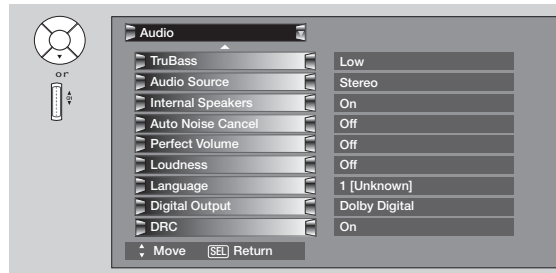 Audio
or
TruBass Low
Audio Source Stereo
Internal Speakers On
Auto Noise Cancel Off
Perfect Volume Off
Loudness Off
Language 1 [Unknown]
Digital Output Dolby Digital
DRC On
Move SEL Return